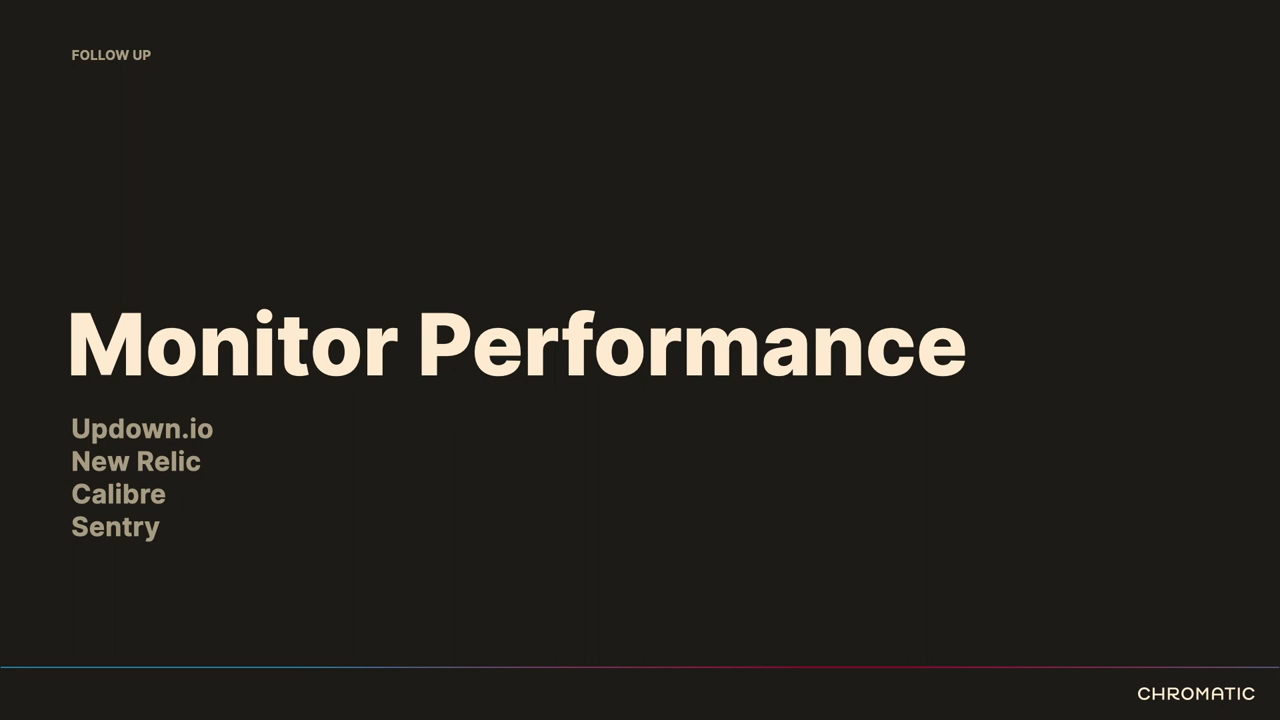 FOLLOW UP
Monitor Performance
Updown.io
New Relic
Calibre
Sentry
CHROMATIC